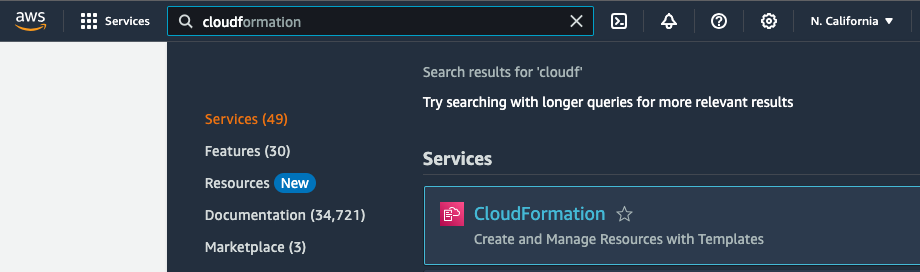 aws Services cloudformation N. California
Search results for 'cloudf'
Try searching with longer queries for more relevant results
Services (49)
Features (30)
Resources New
Documentation (34,721)
Marketplace (3)
Services
CloudFormation
Create and Manage Resources with Templates